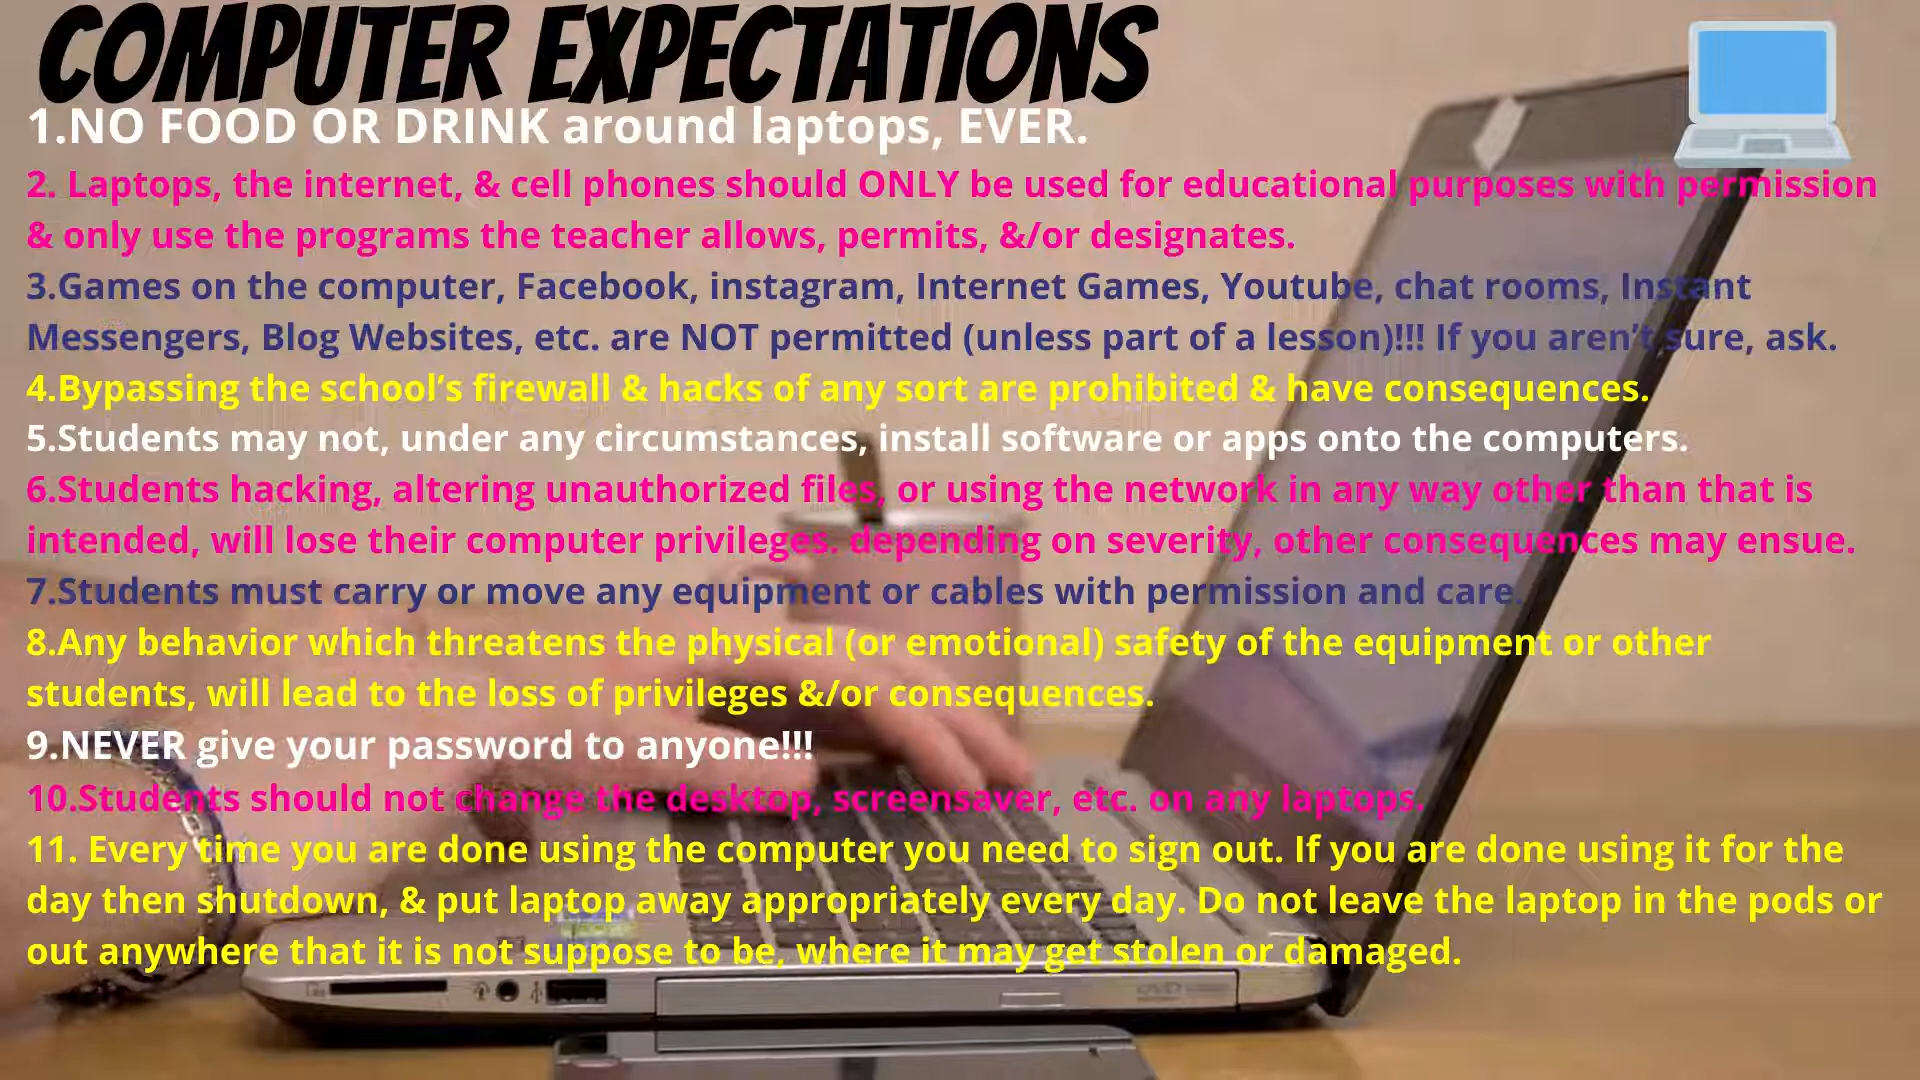 COMPUTER EXPECTATIONS
1.NO FOOD OR DRINK around laptops, EVER.
2. Laptops, the internet, & cell phones should ONLY be used for educational purposes with permission
& only use the programs the teacher allows, permits, &/or designates.
3.Games on the computer, Facebook, instagram, Internet Games, Youtube, chat rooms, Instant
Messengers, Blog Websites, etc. are NOT permitted (unless part of a lesson)!!! If you aren’t sure, ask.
4.Bypassing the school’s firewall & hacks of any sort are prohibited & have consequences.
5.Students may not, under any circumstances, install software or apps onto the computers.
6.Students hacking, altering unauthorized files, or using the network in any way other than that is
intended, will lose their computer privileges. depending on severity, other consequences may ensue.
7.Students must carry or move any equipment or cables with permission and care.
8.Any behavior which threatens the physical (or emotional) safety of the equipment or other
students, will lead to the loss of privileges &/or consequences.
9.NEVER give your password to anyone!!!
10.Students should not change the desktop, screensaver, etc. on any laptops.
11. Every time you are done using the computer you need to sign out. If you are done using it for the
day then shutdown, & put laptop away appropriately every day. Do not leave the laptop in the pods or
out anywhere that it is not suppose to be, where it may get stolen or damaged.